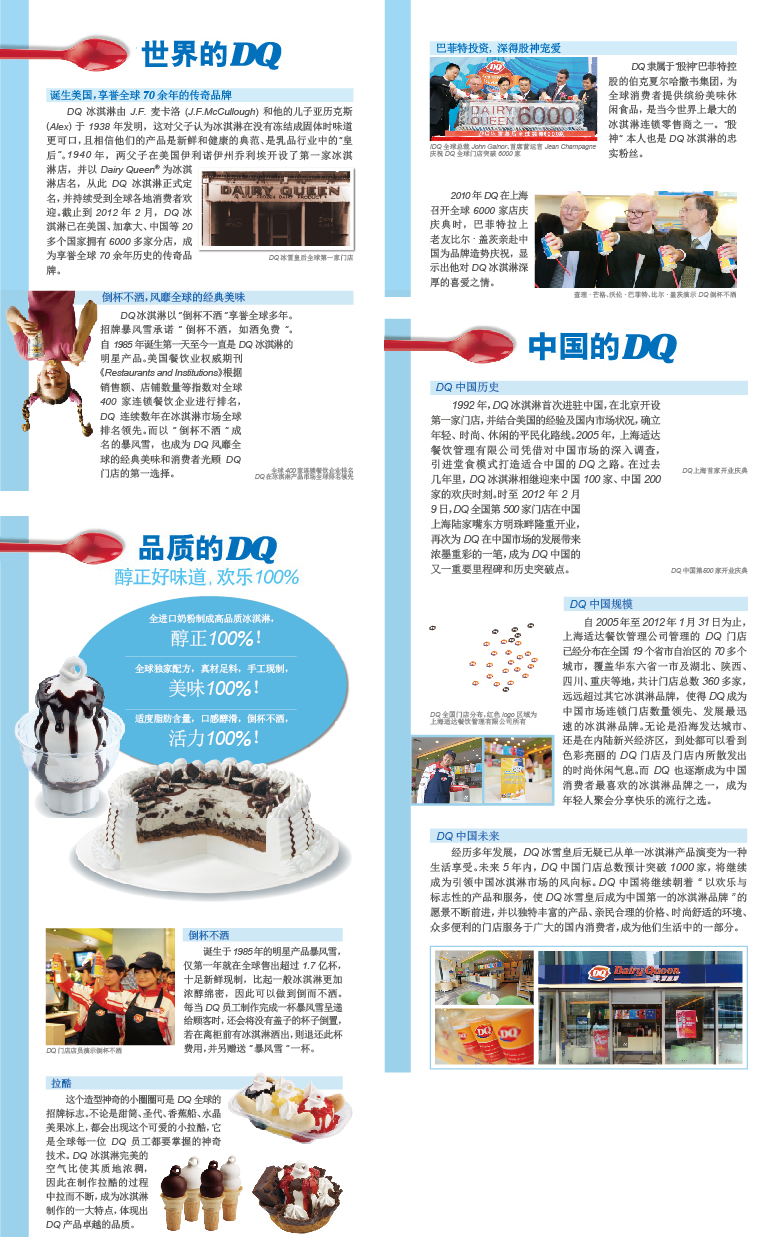 世界的DQ
诞生美国，享誉全球 70 余年的传奇品牌
DQ 冰淇淋由 J.F. 麦卡洛 (J.F.McCullough) 和他的儿子亚历克斯
(Alex) 于 1938 年发明，这对父子认为冰淇淋在没有冻结成固体时味道
更可口，且相信他们的产品是新鲜和健康的典范、是乳品行业中的“皇
后”。1940 年，两父子在美国伊利诺伊州乔利埃开设了第一家冰淇
淋店，并以 Dairy Queen® 为冰淇
淋店名，从此 DQ 冰淇淋正式定
名，并持续受到全球各地消费者欢
迎。截止到 2012 年 2 月，DQ 冰
淇淋已在美国、加拿大、中国等 20
多个国家拥有 6000 多家分店，成
为享誉全球 70 余年历史的传奇品
牌。
DAIRY QUEEN
DQ 冰雪皇后全球第一家门店
倒杯不洒，风靡全球的经典美味
DQ 冰淇淋以“倒杯不洒”享誉全球多年。
招牌暴风雪承诺“倒杯不洒，如洒免费”。
自 1985 年诞生第一天至今一直是 DQ 冰淇淋的
明星产品。美国餐饮业权威期刊
《Restaurants and Institutions》根据
销售额、店铺数量等指数对全球
400 家连锁餐饮企业进行排名，
DQ 连续数年在冰淇淋市场全球
排名领先。而以“倒杯不洒”成
名的暴风雪，也成为 DQ 风靡全
球的经典美味和消费者光顾 DQ
门店的第一选择。
全球 400 家连锁餐饮企业排名
DQ 在冰淇淋产品市场全球排名领先
品质的DQ
醇正好味道，欢乐100%
全进口奶粉制成高品质冰淇淋，
醇正100%！
全球独家配方，真材足料，手工现制，
美味100%！
适度脂肪含量，口感醇滑，倒杯不洒，
活力100%！
倒杯不洒
诞生于 1985 年的明星产品暴风雪，
仅第一年就在全球售出超过 1.7 亿杯，
十足新鲜现制，比起一般冰淇淋更加
浓醇绵密，因此可以做到倒而不洒。
每当 DQ 员工制作完成一杯暴风雪呈递
给顾客时，还会将没有盖子的杯子倒置，
若在离柜前有冰淇淋洒出，则退还此杯
费用，并另赠送“暴风雪”一杯。
DQ 门店店员演示倒杯不洒
拉酷
这个造型神奇的小圈圈可是 DQ 全球的
招牌标志。不论是甜筒、圣代、香蕉船、水晶
美果冰上，都会出现这个可爱的小拉酷，它
是全球每一位 DQ 员工都要掌握的神奇
技术。DQ 冰淇淋完美的
空气比使其质地浓稠，
因此在制作拉酷的过程
中拉而不断，成为冰淇淋
制作的一大特点，体现出
DQ 产品卓越的品质。
巴菲特投资，深得股神宠爱
DQ 隶属于“股神”巴菲特控
股的伯克夏尔哈撒韦集团，为
全球消费者提供缤纷美味休
闲食品，是当今世界上最大的
冰淇淋连锁零售商之一。“股
神”本人也是 DQ 冰淇淋的忠
实粉丝。
DAIRY
QUEEN 6000
IDQ 全球总裁 John Gainor、首席营运官 Jean Champagne
庆祝 DQ 全球门店突破 6000 家
2010 年 DQ 在上海
召开全球 6000 家店庆
庆典时，巴菲特拉上
老友比尔·盖茨亲赴中
国为品牌造势庆祝，显
示出他对 DQ 冰淇淋深
厚的喜爱之情。
查理·芒格、沃伦·巴菲特、比尔·盖茨演示 DQ 倒杯不洒
中国的DQ
DQ 中国历史
1992 年，DQ 冰淇淋首次进驻中国，在北京开设
第一家门店，并结合美国的经验及国内市场状况，确立
年轻、时尚、休闲的平民化路线。2005 年，上海适达
餐饮管理有限公司凭借对中国市场的深入调查，
引进堂食模式打造适合中国的 DQ 之路。在过去
几年里，DQ 冰淇淋相继迎来中国 100 家、中国 200
家的欢庆时刻。时至 2012 年 2 月
9 日，DQ 全国第 500 家门店在中国
上海陆家嘴东方明珠畔隆重开业，
再次为 DQ 在中国市场的发展带来
浓墨重彩的一笔，成为 DQ 中国的
又一重要里程碑和历史突破点。
DQ 上海首家开业庆典
DQ 中国第 500 家开业庆典
DQ 中国规模
自 2005 年至 2012 年 1 月 31 日为止，
上海适达餐饮管理公司管理的 DQ 门店
已经分布在全国 19 个省市自治区的 70 多个
城市，覆盖华东六省一市及湖北、陕西、
四川、重庆等地，共计门店总数 360 多家，
远远超过其它冰淇淋品牌，使得 DQ 成为
中国市场连锁门店数量领先、发展最迅
速的冰淇淋品牌。无论是沿海发达城市、
还是在内陆新兴经济区，到处都可以看到
色彩亮丽的 DQ 门店及门店内所散发出
的时尚休闲气息。而 DQ 也逐渐成为中国
消费者最喜欢的冰淇淋品牌之一，成为
年轻人聚会分享快乐的流行之选。
DQ 全国门店分布，红色 logo 区域为
上海适达餐饮管理有限公司所有
DQ 中国未来
经历多年发展，DQ 冰雪皇后无疑已从单一冰淇淋产品演变为一种
生活享受。未来 5 年内，DQ 中国门店总数预计突破 1000 家，将继续
成为引领中国冰淇淋市场的风向标。DQ 中国将继续朝着“以欢乐与
标志性的产品和服务，使 DQ 冰雪皇后成为中国第一的冰淇淋品牌”的
愿景不断前进，并以独特丰富的产品、亲民合理的价格、时尚舒适的环境、
众多便利的门店服务于广大的国内消费者，成为他们生活中的一部分。
DQ Dairy Queen
DQ